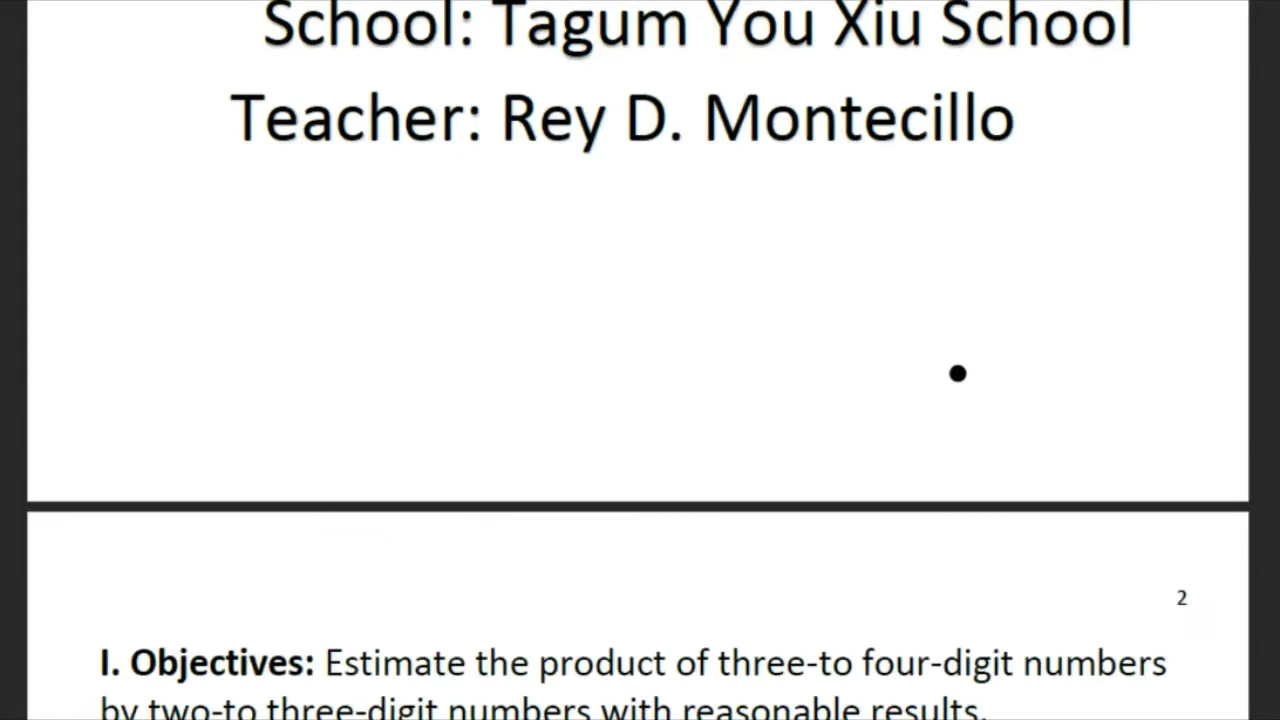 School: Tagum You Xiu School
Teacher: Rey D. Montecillo
2
I. Objectives: Estimate the product of three-to four-digit numbers
by two-to three-digit numbers with reasonable results.